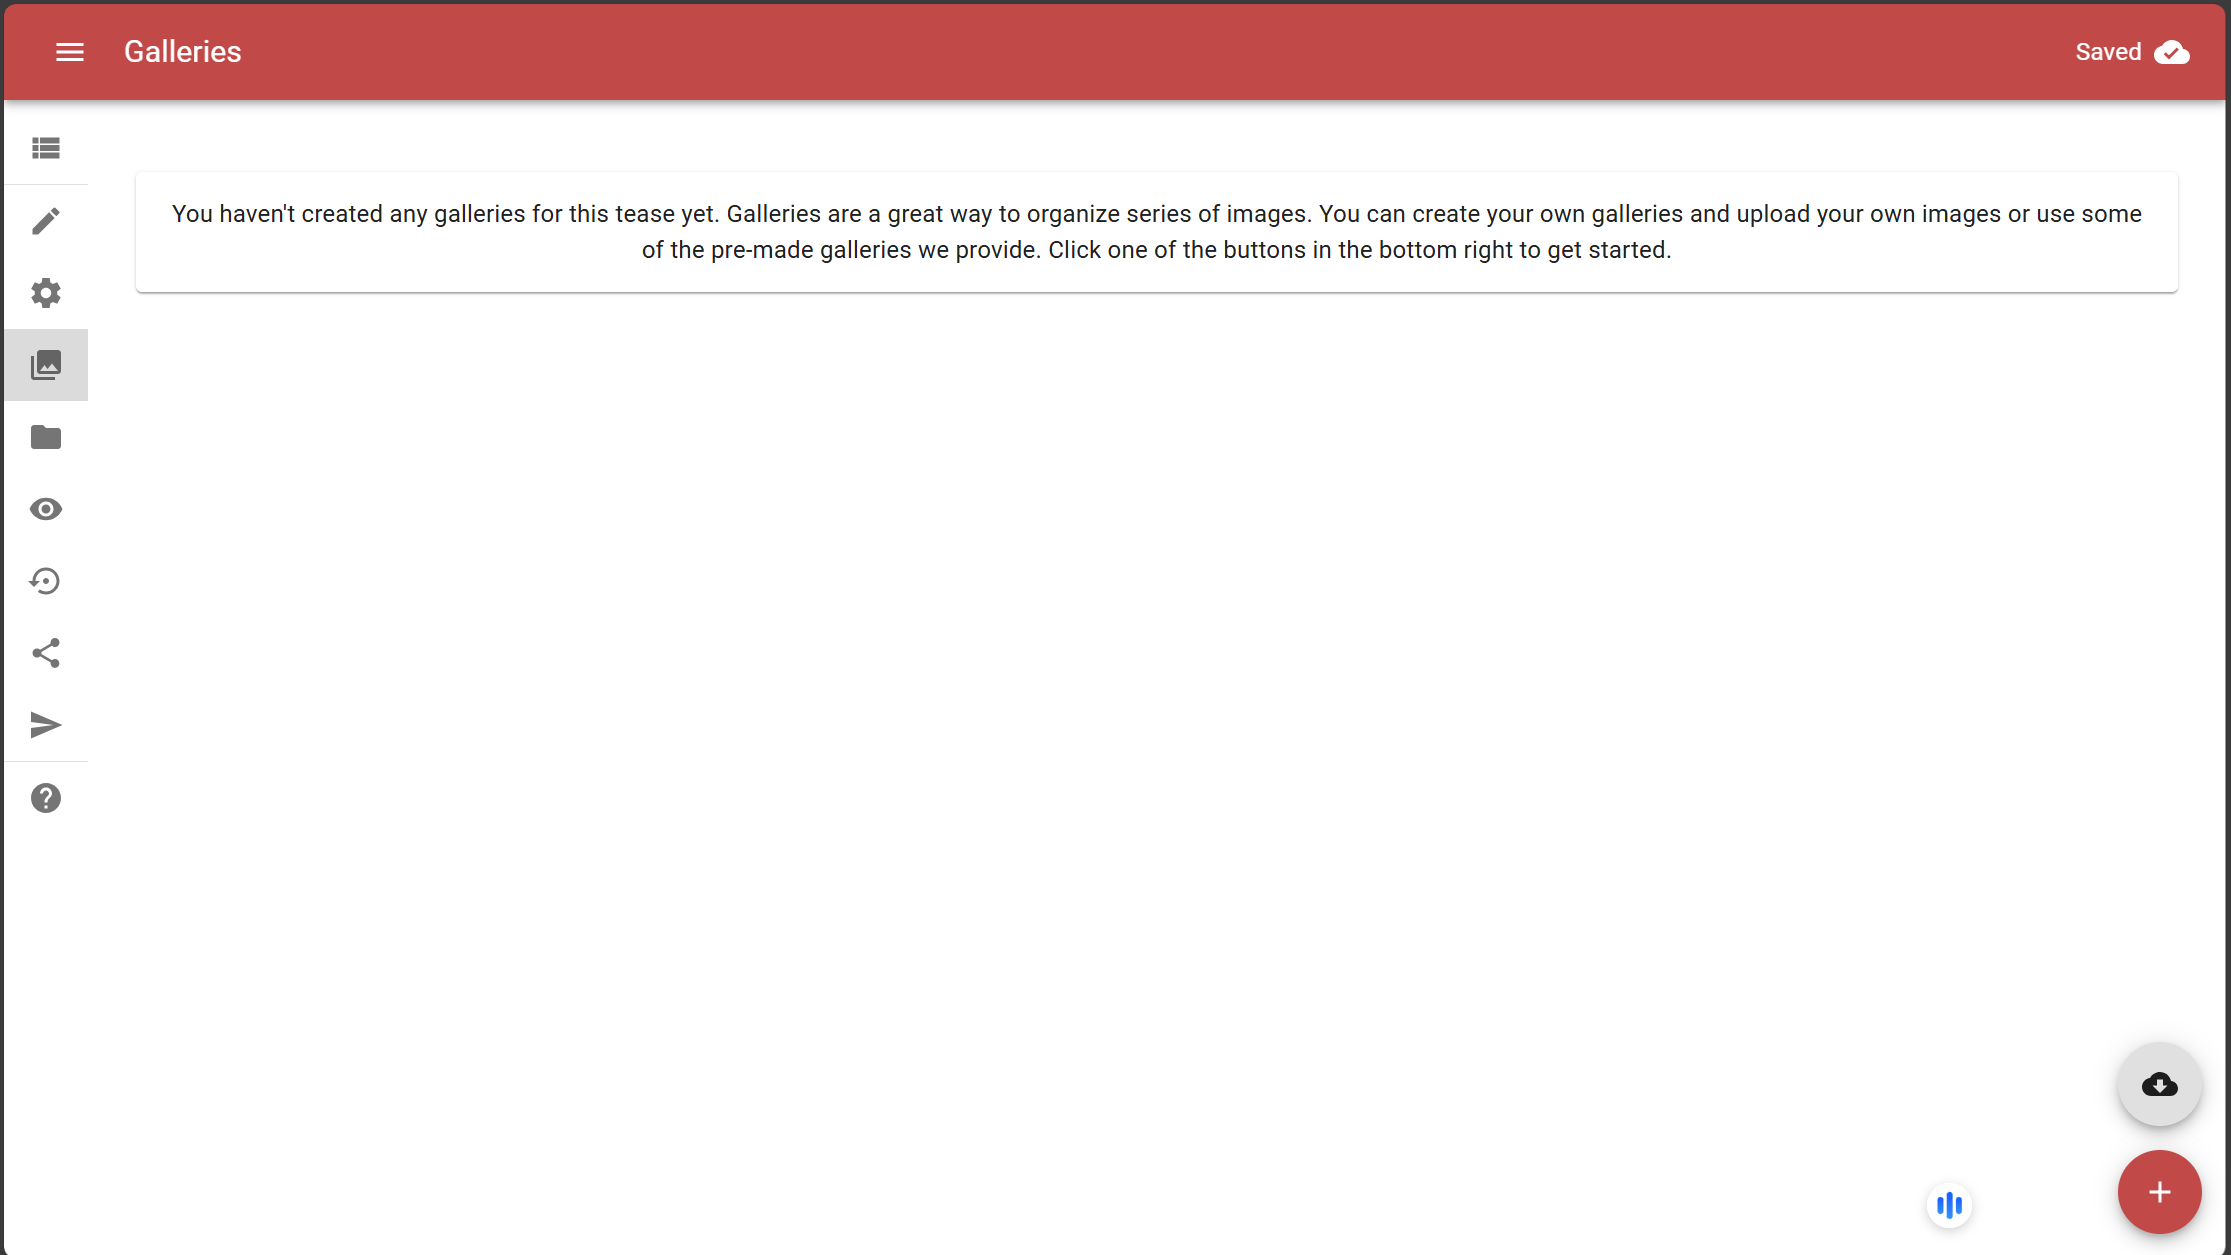 Galleries
Saved
You haven't created any galleries for this tease yet. Galleries are a great way to organize series of images. You can create your own galleries and upload your own images or use some
of the pre-made galleries we provide. Click one of the buttons in the bottom right to get started.